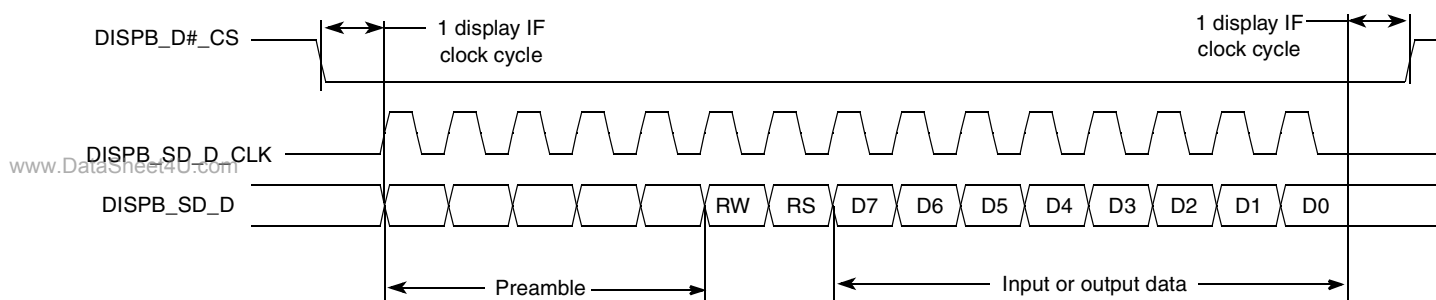 1 display IF
clock cycle
1 display IF
clock cycle
DISPB_D#_CS
DISPB_SD_D_CLK
www.DataSheet4U.com
DISPB_SD_D
RW RS D7 D6 D5 D4 D3 D2 D1 D0
Preamble
Input or output data